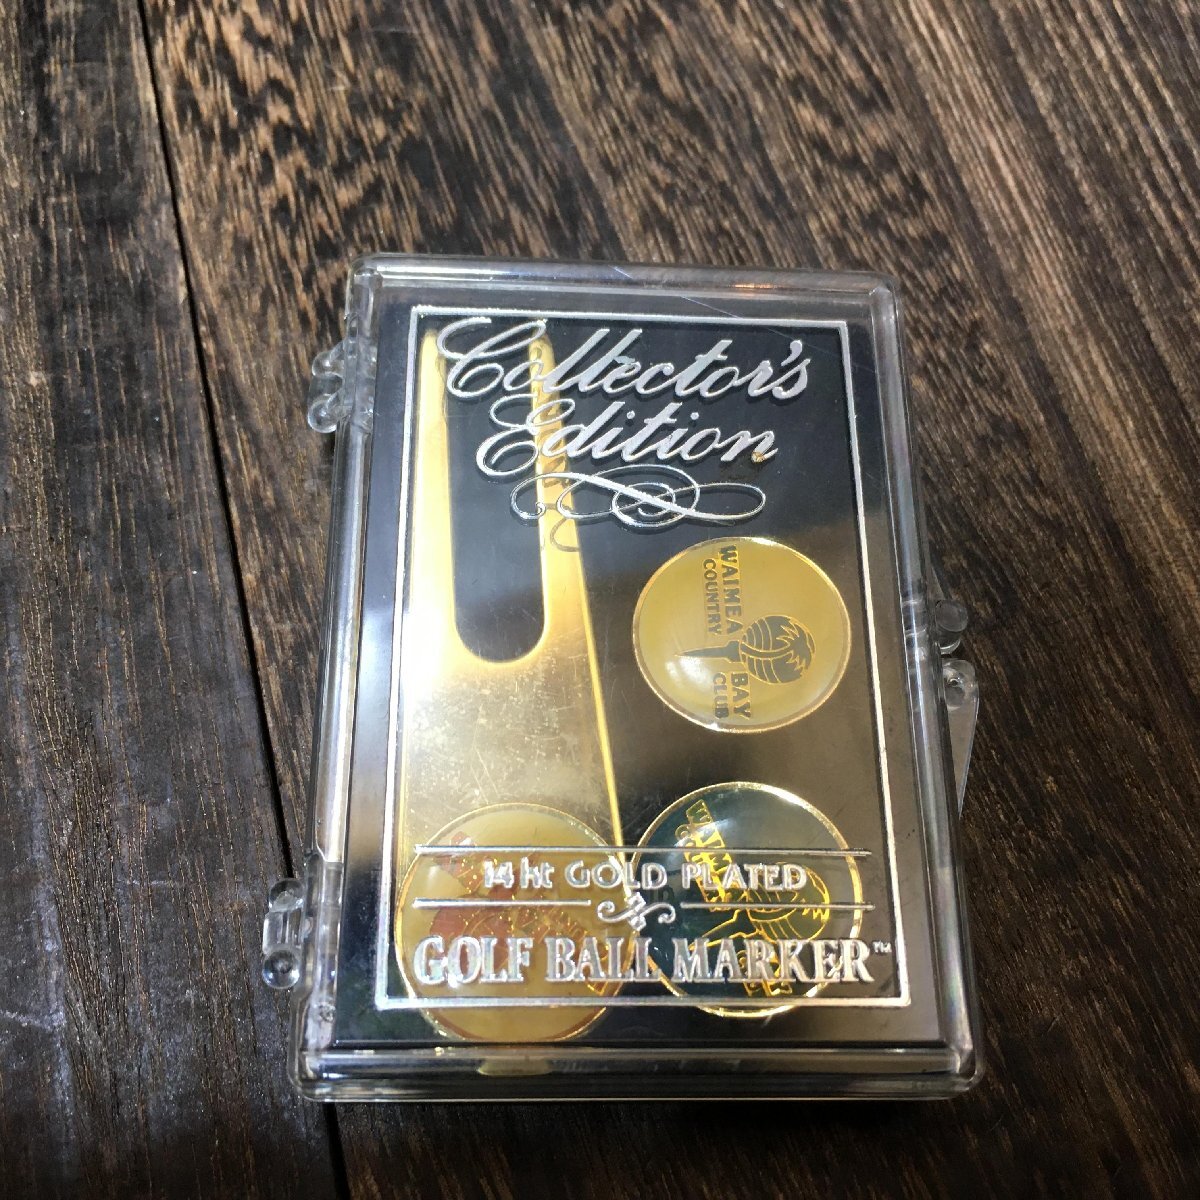 Collector's
Edition
WAIMEA BAY
COUNTRY CLUB
14 kt GOLD PLATED
GOLF BALL MARKER™